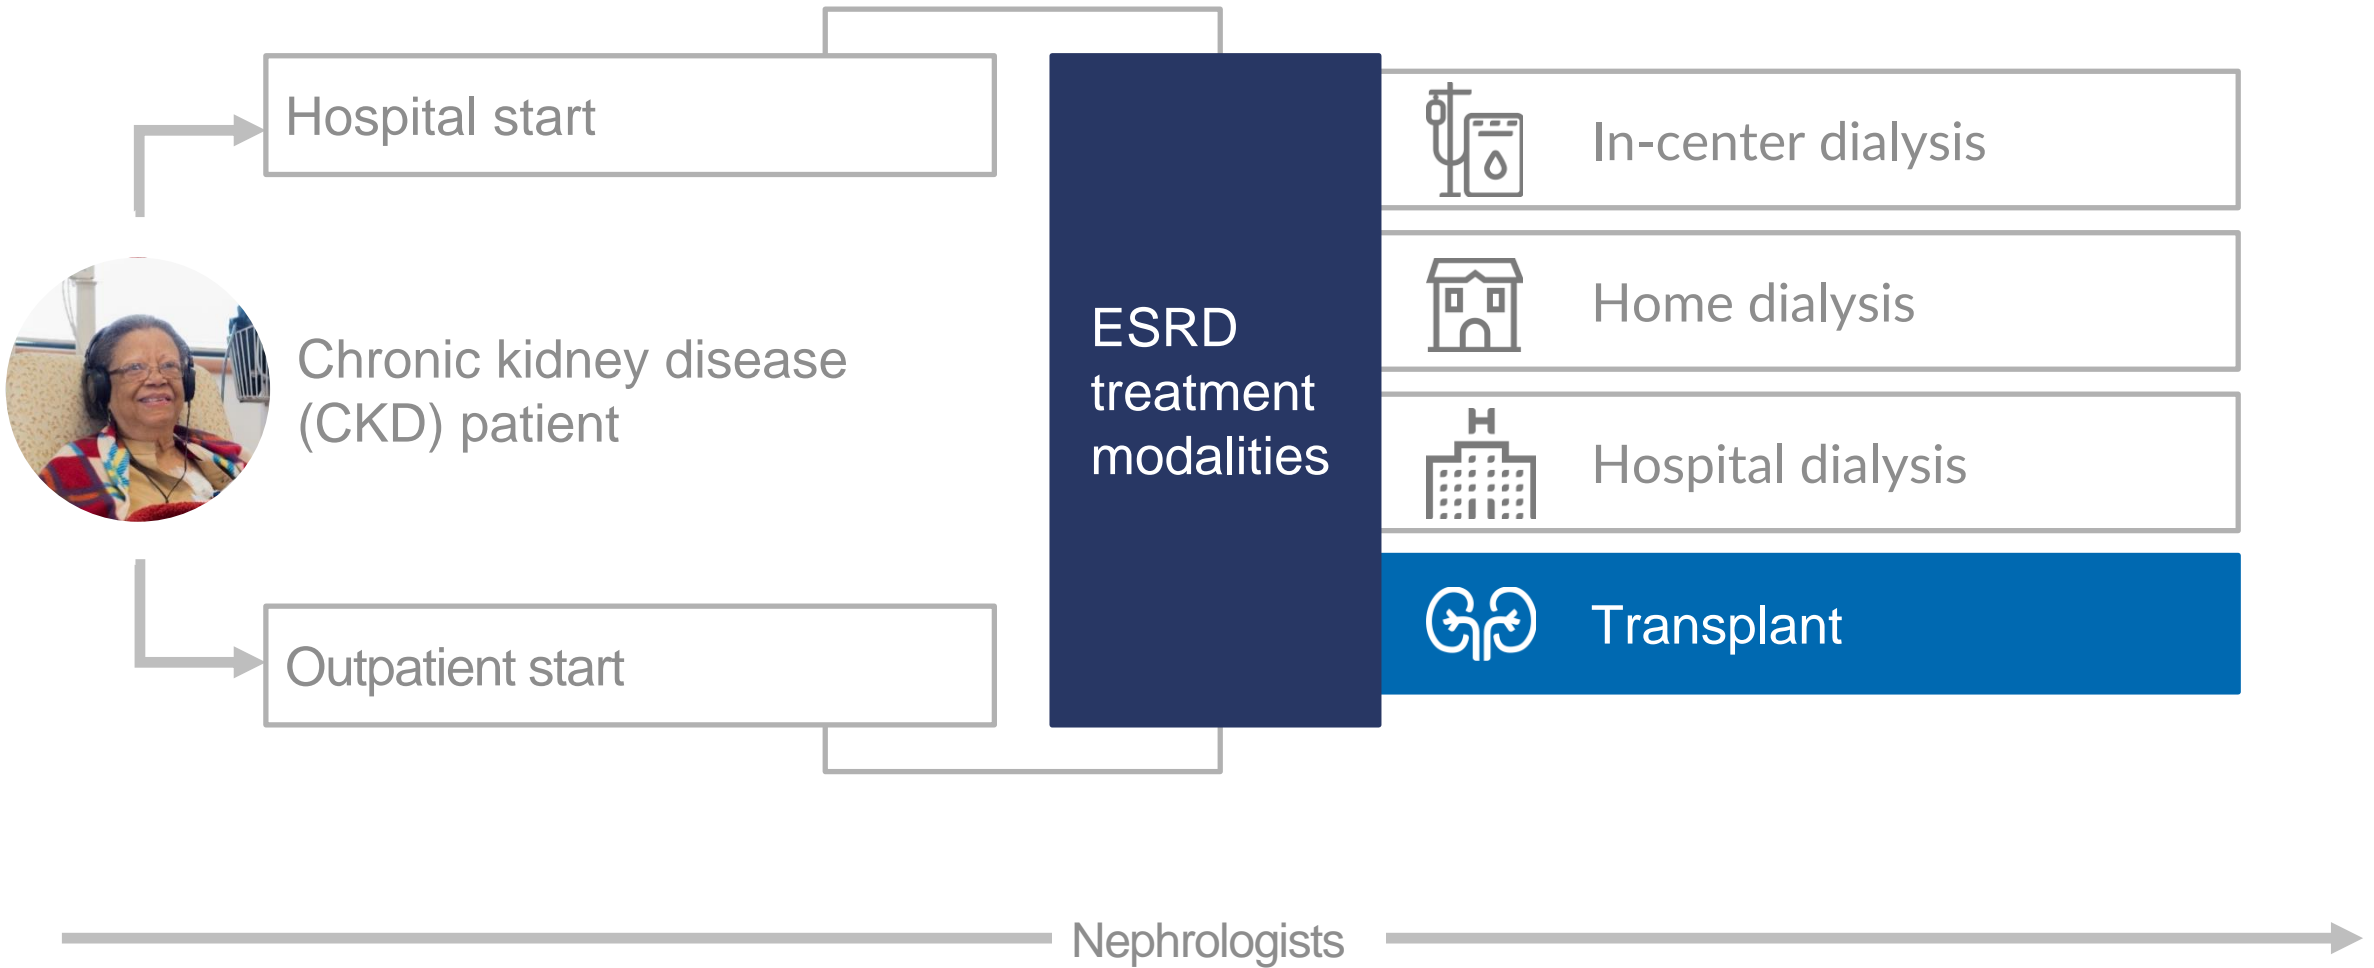 Hospital start
Chronic kidney disease
(CKD) patient
Outpatient start
ESRD
treatment
modalities
In-center dialysis
Home dialysis
H
Hospital dialysis
Transplant
Nephrologists